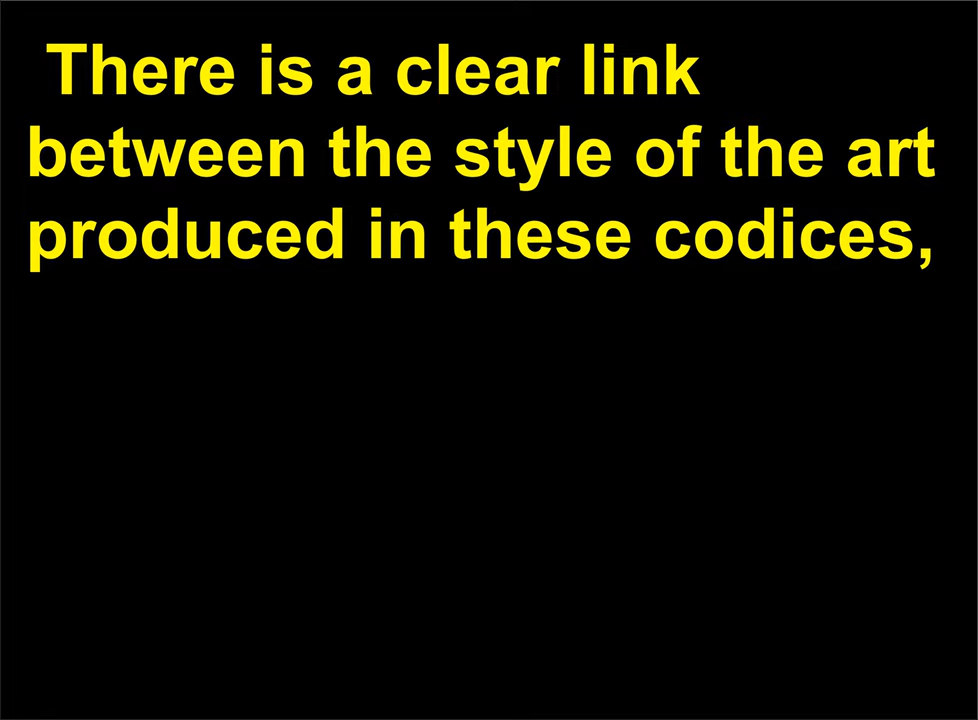 There is a clear link
between the style of the art
produced in these codices,